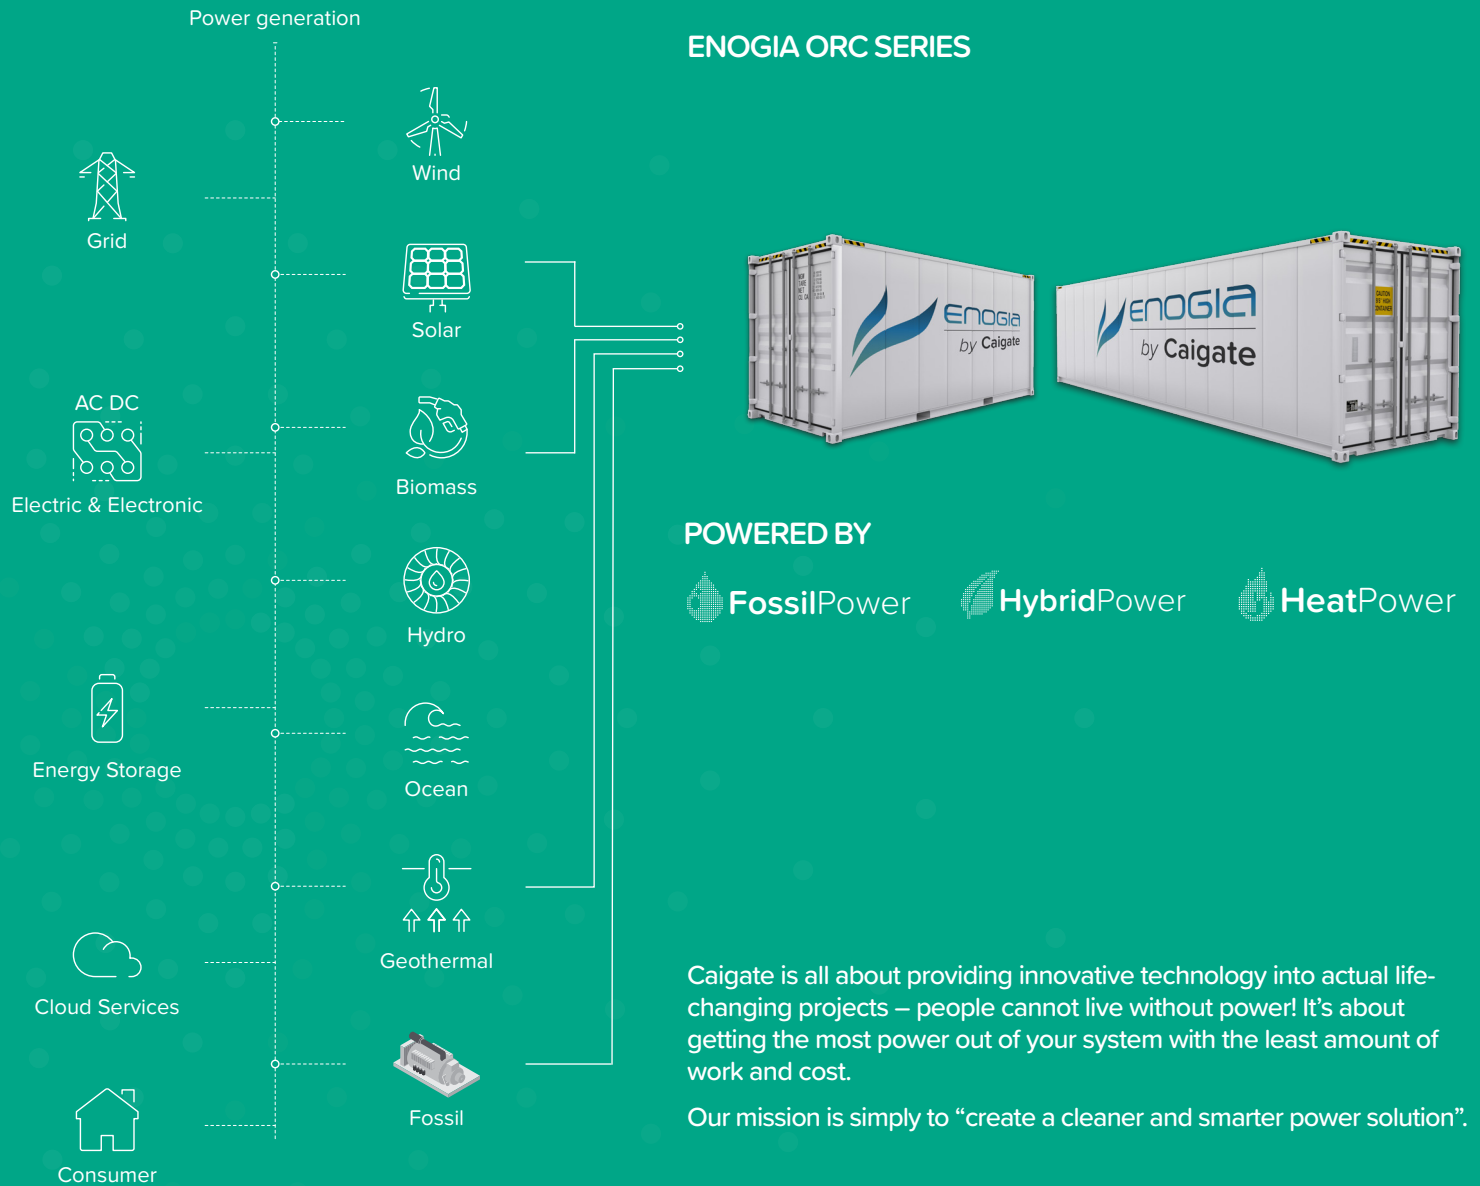 Power generation
ENOGIA ORC SERIES
Wind
Grid
Solar
AC DC
Electric & Electronic
Biomass
Hydro
Energy Storage
Ocean
Geothermal
Cloud Services
Fossil
Consumer
ENOGIA
by Caigate
ENOGIA
by Caigate
CAUTION
CONTAINER
POWERED BY
FossilPower
HybridPower
HeatPower
Caigate is all about providing innovative technology into actual life-
changing projects – people cannot live without power! It’s about
getting the most power out of your system with the least amount of
work and cost.
Our mission is simply to “create a cleaner and smarter power solution”.